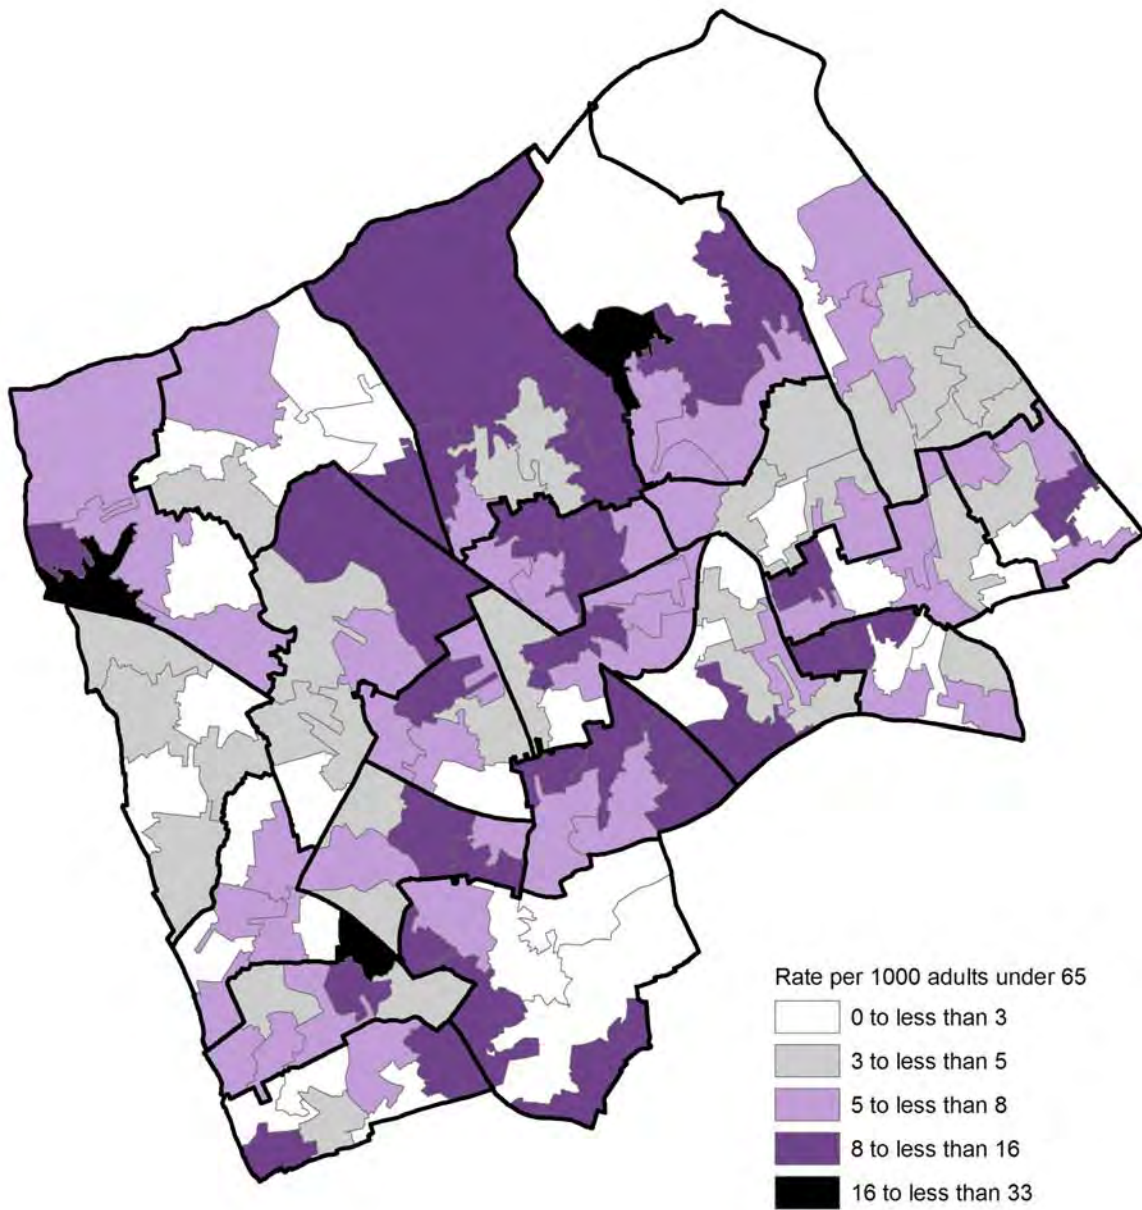 Rate per 1000 adults under 65
0 to less than 3
3 to less than 5
5 to less than 8
8 to less than 16
16 to less than 33